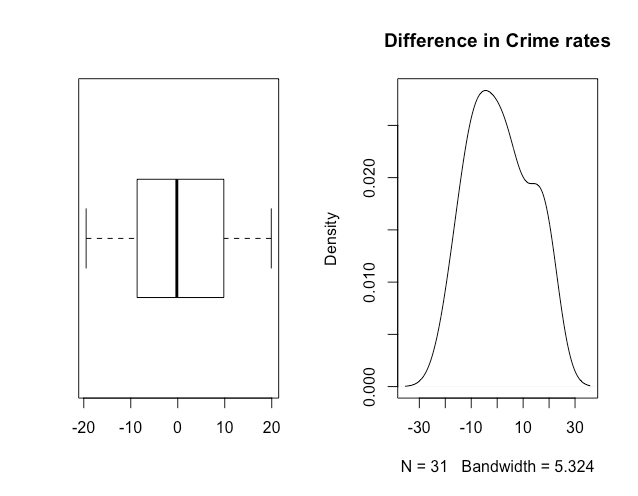 Difference in Crime rates
-20 -10 0 10 20
Density
0.000 0.010 0.020
-30 -10 10 30
N = 31 Bandwidth = 5.324